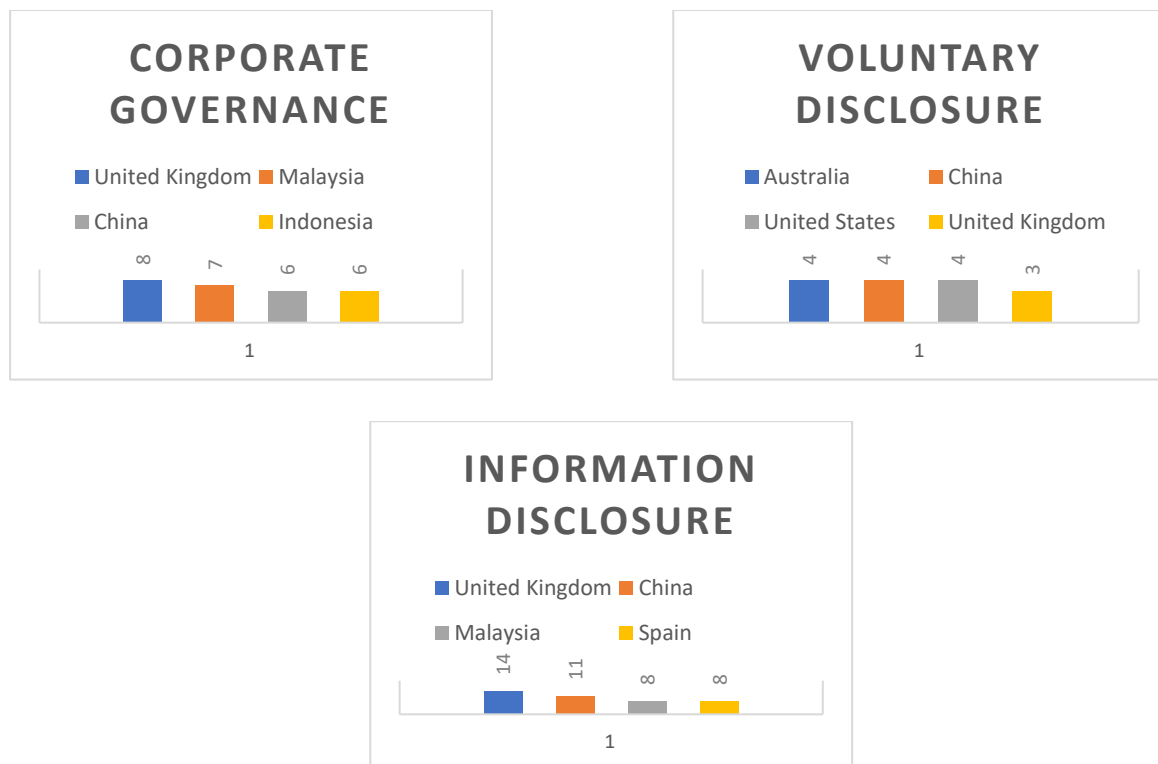 CORPORATE
GOVERNANCE
United Kingdom Malaysia
China Indonesia
8 7 6 6
1
VOLUNTARY
DISCLOSURE
Australia China
United States United Kingdom
4 4 4 3
1
INFORMATION
DISCLOSURE
United Kingdom China
Malaysia Spain
14 11 8 8
1